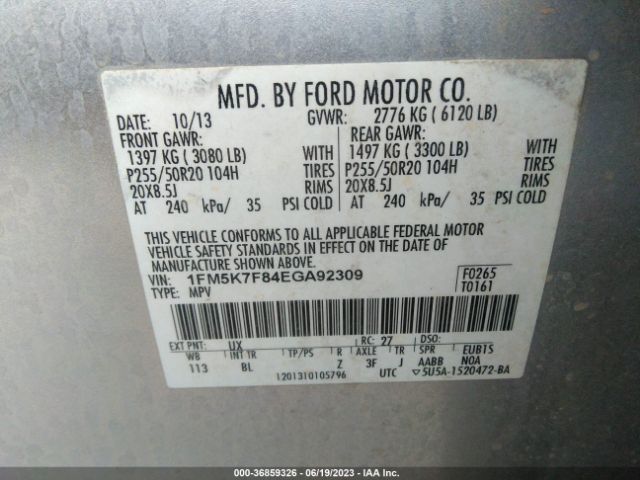 MFD. BY FORD MOTOR CO.
DATE: 10/13 GVWR: 2776 KG ( 6120 LB)
FRONT GAWR: REAR GAWR:
1397 KG ( 3080 LB) WITH 1497 KG ( 3300 LB) WITH
P255/50R20 104H TIRES P255/50R20 104H TIRES
20X8.5J RIMS 20X8.5J RIMS
AT 240 kPa/ 35 PSI COLD AT 240 kPa/ 35 PSI COLD
THIS VEHICLE CONFORMS TO ALL APPLICABLE FEDERAL MOTOR
VEHICLE SAFETY STANDARDS IN EFFECT ON THE DATE OF
MANUFACTURE SHOWN ABOVE.
VIN: 1FM5K7F84EGA92309 F0265
TYPE: MPV T0161
EXT PNT: UX RC: 27 DSO:
WB INT TR TP/PS R AXLE TR SPR EUB1S
113 BL Z 3F J AABB N0A
1201310105796 UTC ▽5U5A-1520472-BA
000-36859326 / 06/19/2023 - IAA Inc.